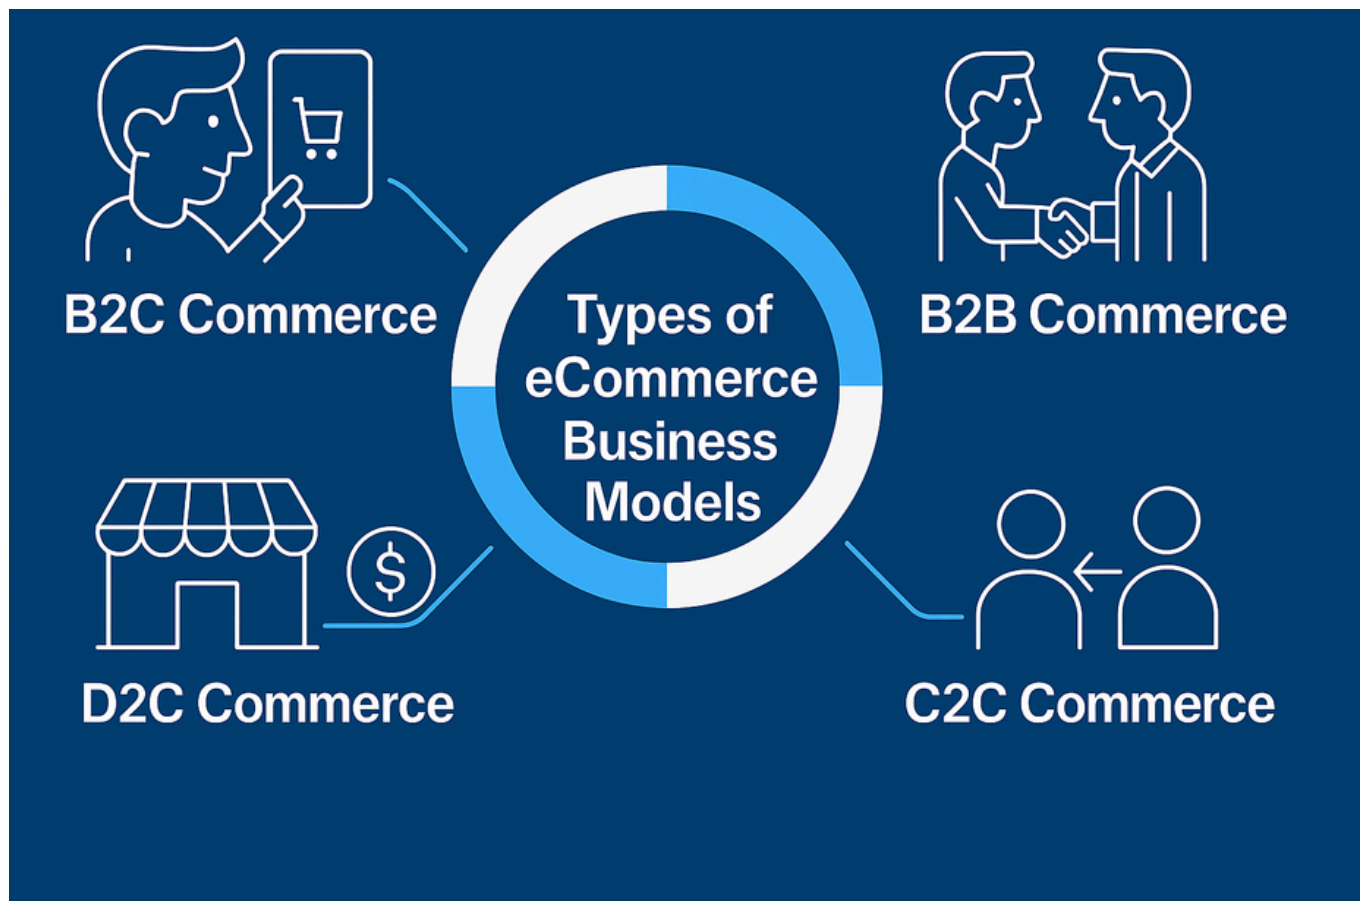 B2C Commerce
B2B Commerce
Types of
eCommerce
Business
Models
$
D2C Commerce
C2C Commerce